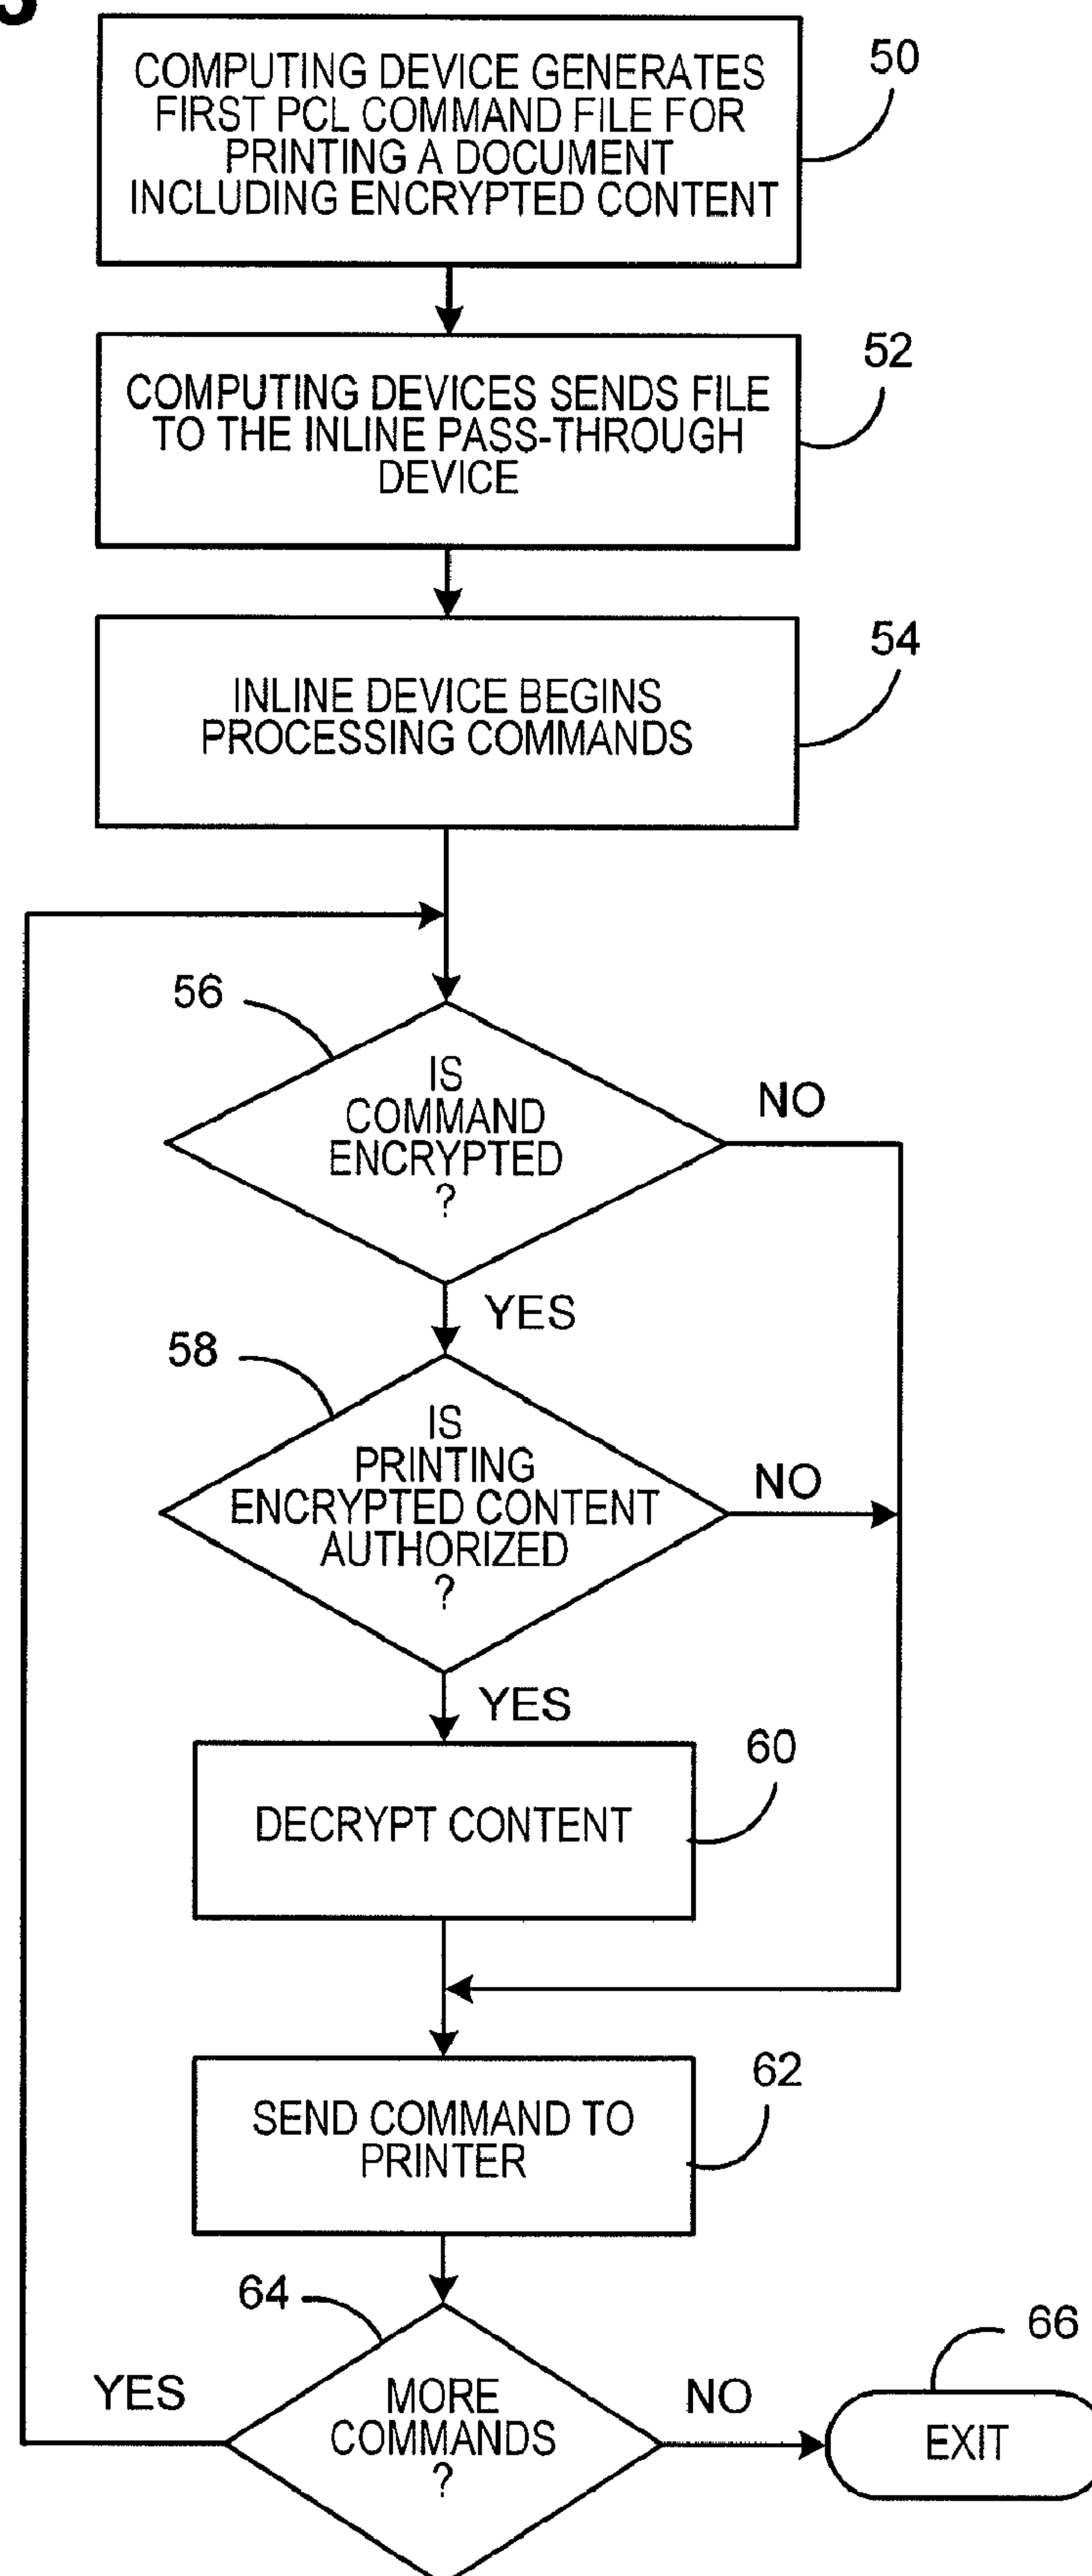 COMPUTING DEVICE GENERATES
FIRST PCL COMMAND FILE FOR
PRINTING A DOCUMENT
INCLUDING ENCRYPTED CONTENT
50
COMPUTING DEVICES SENDS FILE
TO THE INLINE PASS-THROUGH
DEVICE
52
INLINE DEVICE BEGINS
PROCESSING COMMANDS
54
56
IS
COMMAND
ENCRYPTED
?
NO
YES
58
IS
PRINTING
ENCRYPTED CONTENT
AUTHORIZED
?
NO
YES
DECRYPT CONTENT
60
SEND COMMAND TO
PRINTER
62
64
MORE
COMMANDS
?
YES
NO
66
EXIT